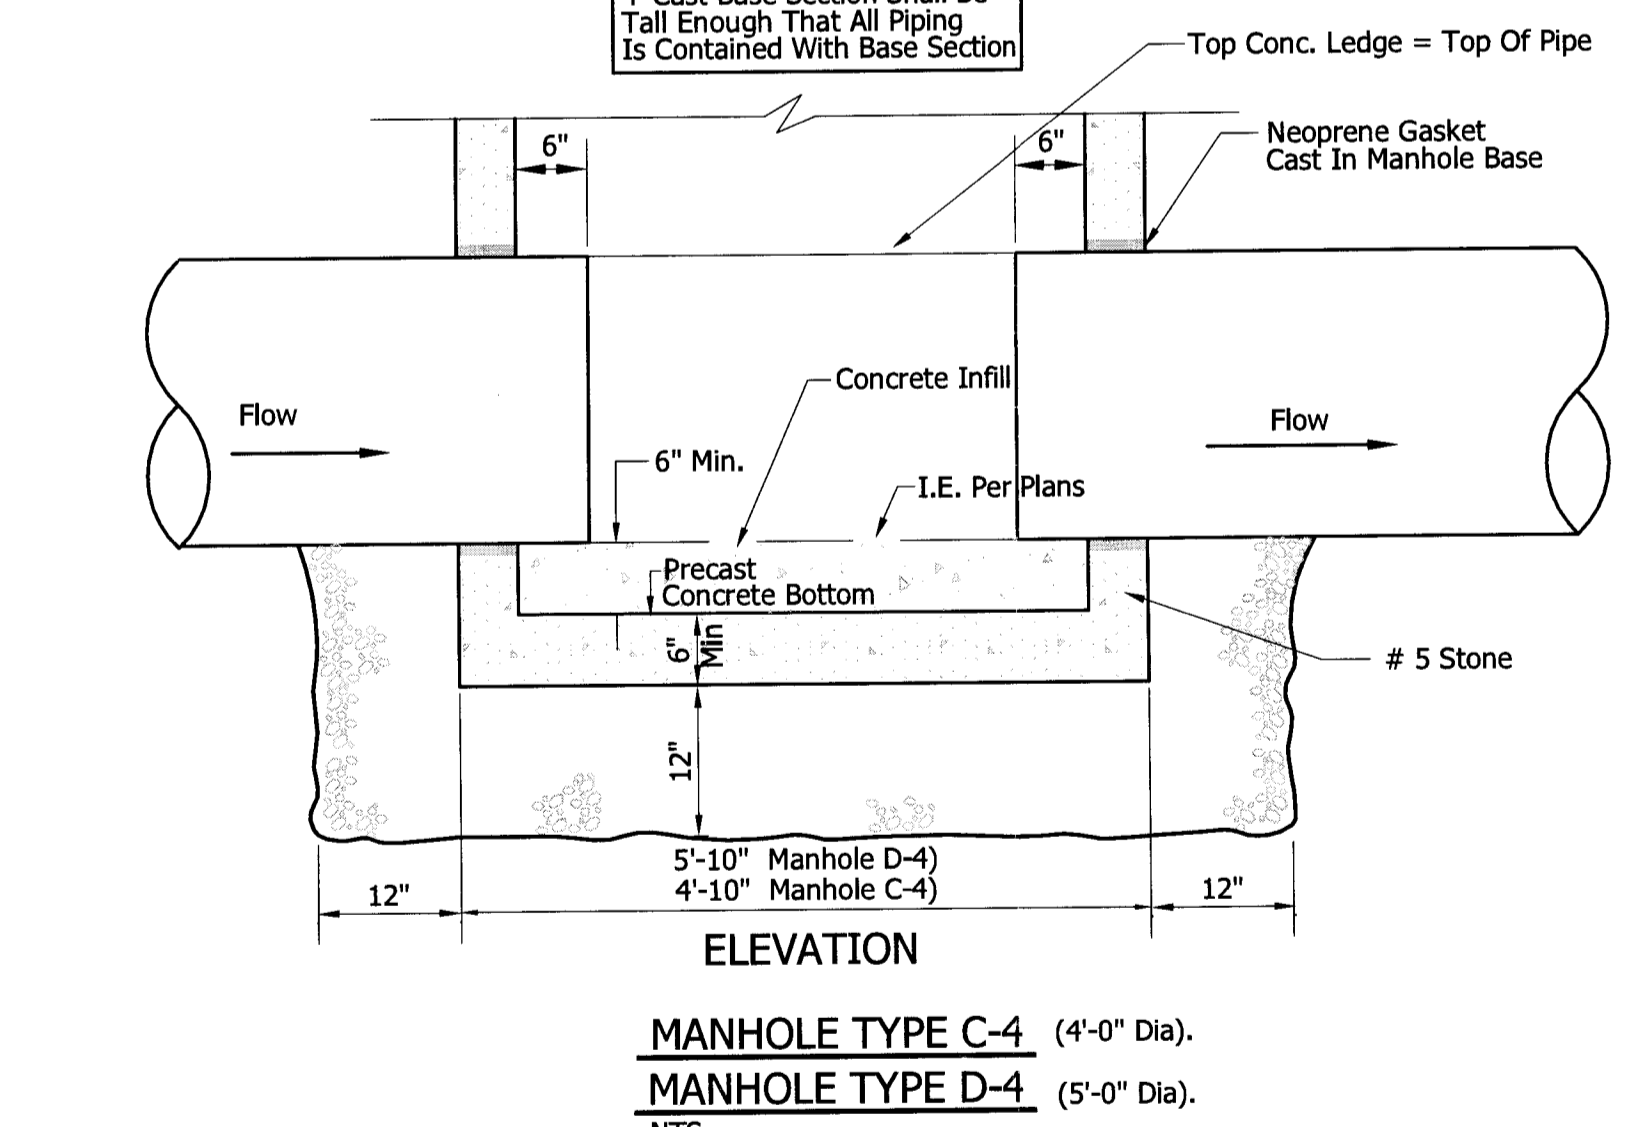 Tall Enough That All Piping
Is Contained With Base Section
Top Conc. Ledge = Top Of Pipe
6"
6"
Neoprene Gasket
Cast In Manhole Base
Concrete Infill
Flow
Flow
6" Min.
I.E. Per Plans
Precast
Concrete Bottom
6"
Min
# 5 Stone
12"
5'-10" Manhole D-4)
4'-10" Manhole C-4)
12"
12"
ELEVATION
MANHOLE TYPE C-4 (4'-0" Dia).
MANHOLE TYPE D-4 (5'-0" Dia).